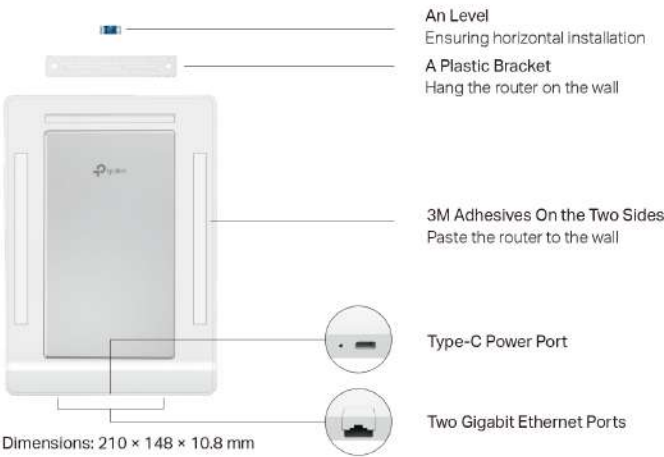 An Level
Ensuring horizontal installation
A Plastic Bracket
Hang the router on the wall
3M Adhesives On the Two Sides
Paste the router to the wall
Type-C Power Port
Two Gigabit Ethernet Ports
Dimensions: 210 × 148 × 10.8 mm